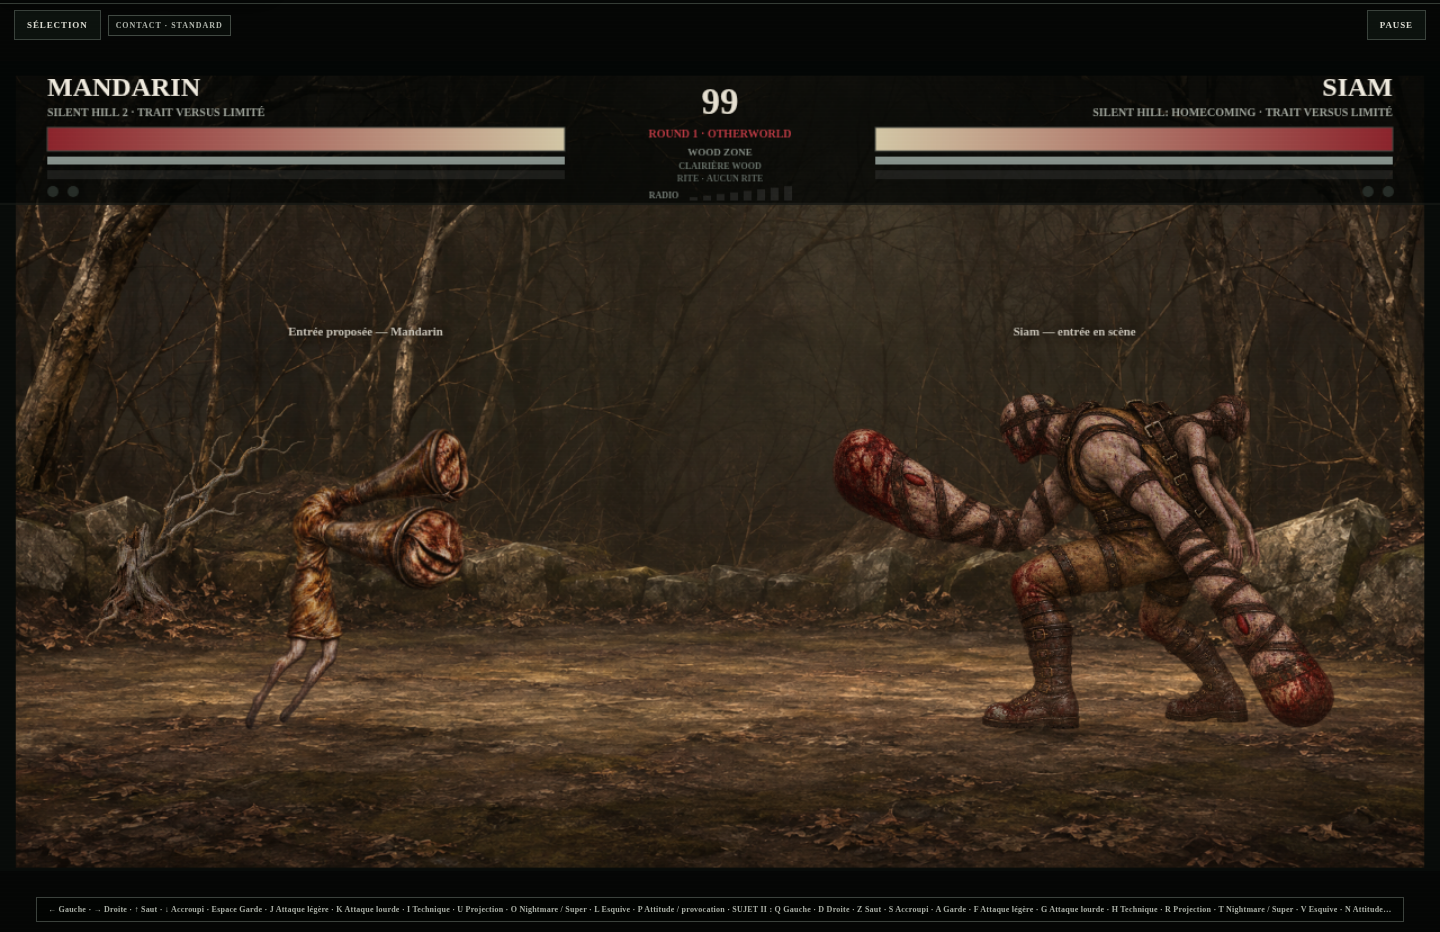 SÉLECTION
CONTACT · STANDARD
PAUSE
MANDARIN
SILENT HILL 2 · TRAIT VERSUS LIMITÉ
99
ROUND 1 · OTHERWORLD
WOOD ZONE
CLAIRIÈRE WOOD
RITE · AUCUN RITE
RADIO
SIAM
SILENT HILL: HOMECOMING · TRAIT VERSUS LIMITÉ
Entrée proposée — Mandarin
Siam — entrée en scène
← Gauche · → Droite · ↑ Saut · ↓ Accroupi · Espace Garde · J Attaque légère · K Attaque lourde · I Technique · U Projection · O Nightmare / Super · L Esquive · P Attitude / provocation · SUJET II : Q Gauche · D Droite · Z Saut · S Accroupi · A Garde · F Attaque légère · G Attaque lourde · H Technique · R Projection · T Nightmare / Super · V Esquive · N Attitude…